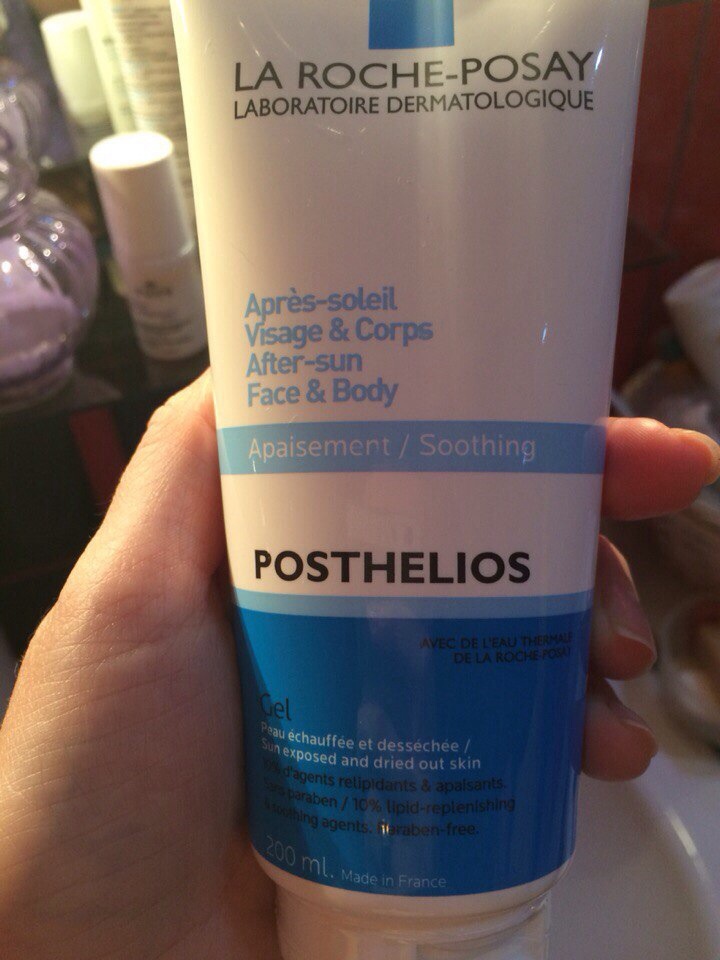 LA ROCHE-POSAY
LABORATOIRE DERMATOLOGIQUE
Après-soleil
Visage & Corps
After-sun
Face & Body
Apaisement / Soothing
POSTHELIOS
AVEC DE L'EAU THERMALE
DE LA ROCHE-POSAY
Gel
Peau échauffée et desséchée /
Sun exposed and dried out skin
10% d'agents relipidants & apaisants.
Sans paraben / 10% lipid-replenishing
& soothing agents. Paraben-free.
200 ml. Made in France